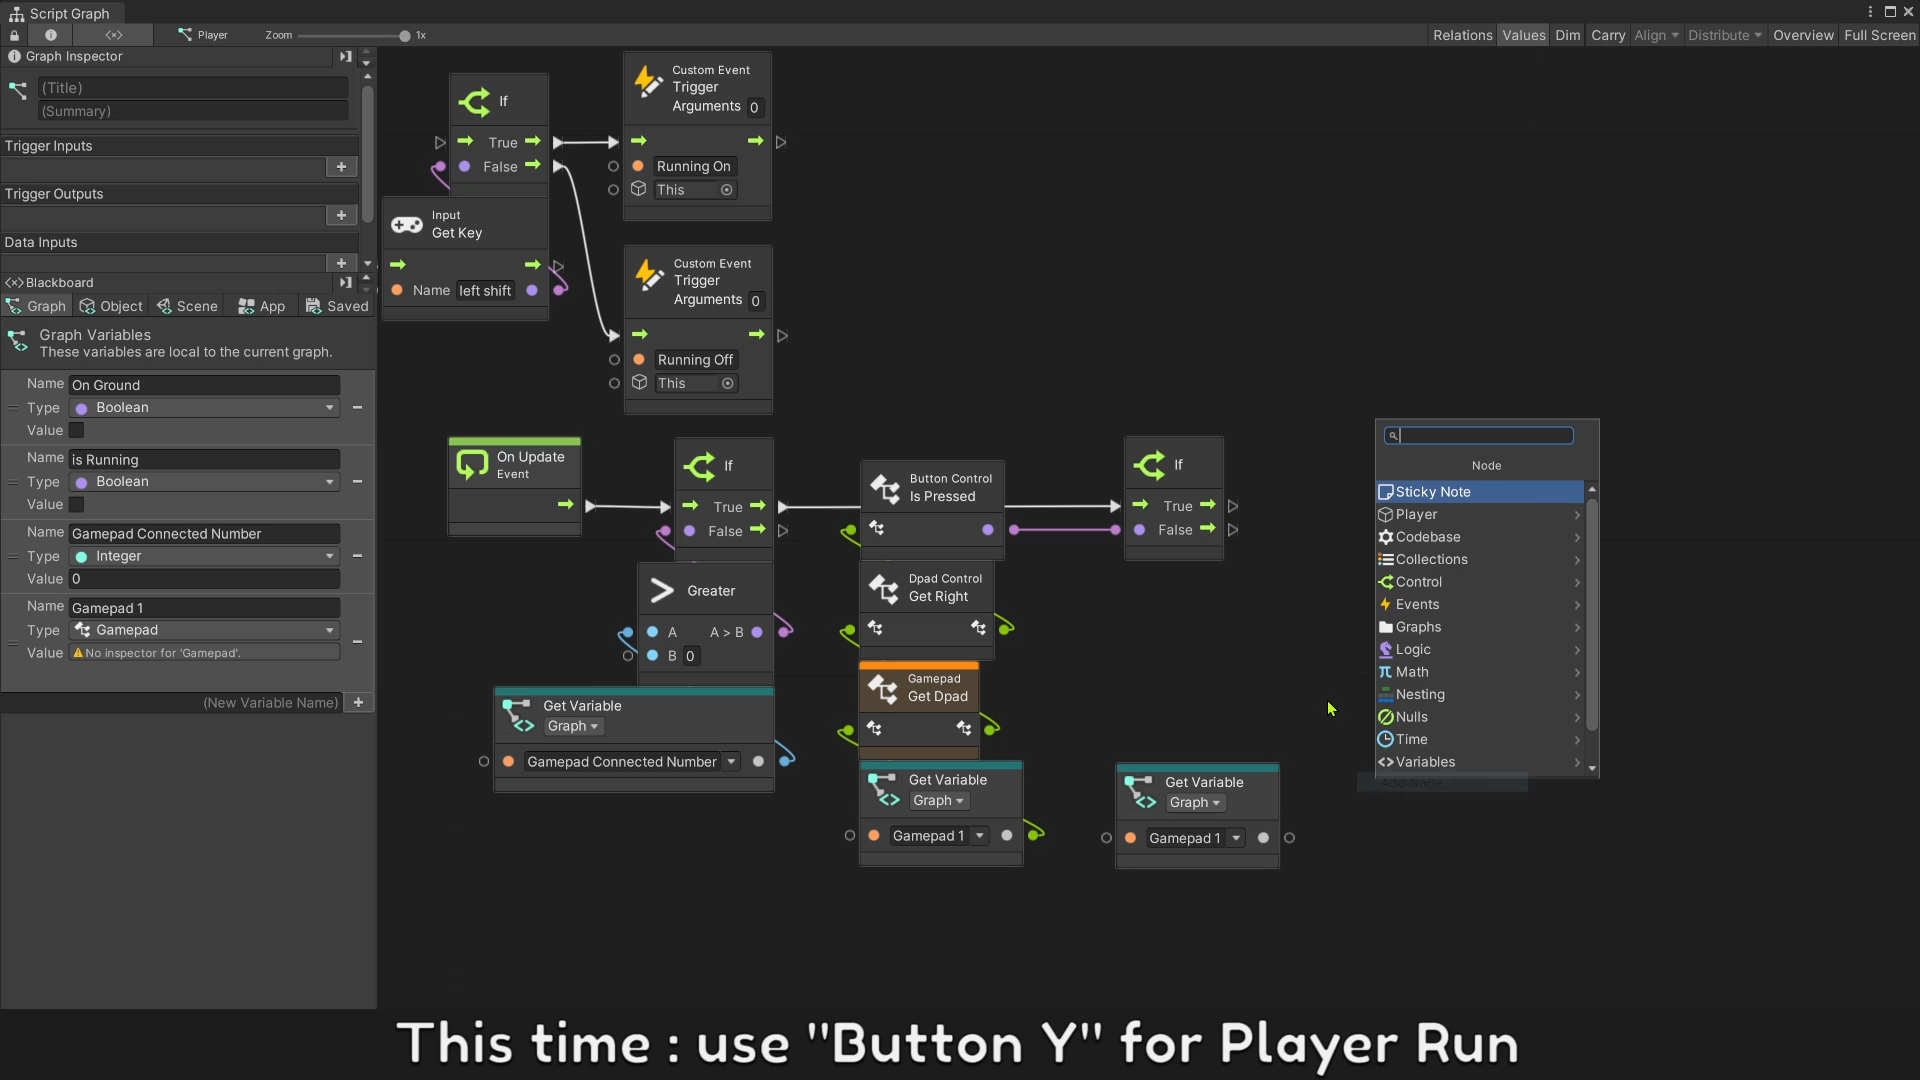 Script Graph
Player
Zoom
1x
Relations
Values
Dim
Carry
Align
Distribute
Overview
Full Screen
Graph Inspector
(Title)
(Summary)
Trigger Inputs
Trigger Outputs
Data Inputs
Blackboard
Graph
Object
Scene
App
Saved
Graph Variables
These variables are local to the current graph.
Name On Ground
Type Boolean
Value
Name is Running
Type Boolean
Value
Name Gamepad Connected Number
Type Integer
Value 0
Name Gamepad 1
Type Gamepad
Value No inspector for 'Gamepad'.
(New Variable Name)
If
True
False
Input
Get Key
Name left shift
Custom Event
Trigger
Arguments 0
Running On
This
Custom Event
Trigger
Arguments 0
Running Off
This
On Update
Event
If
True
False
Greater
A A > B
B 0
Get Variable
Graph
Gamepad Connected Number
Button Control
Is Pressed
Dpad Control
Get Right
Gamepad
Get Dpad
Get Variable
Graph
Gamepad 1
If
True
False
Get Variable
Graph
Gamepad 1
Node
Sticky Note
Player
Codebase
Collections
Control
Events
Graphs
Logic
Math
Nesting
Nulls
Time
Variables
Add Node...
This time : use "Button Y" for Player Run